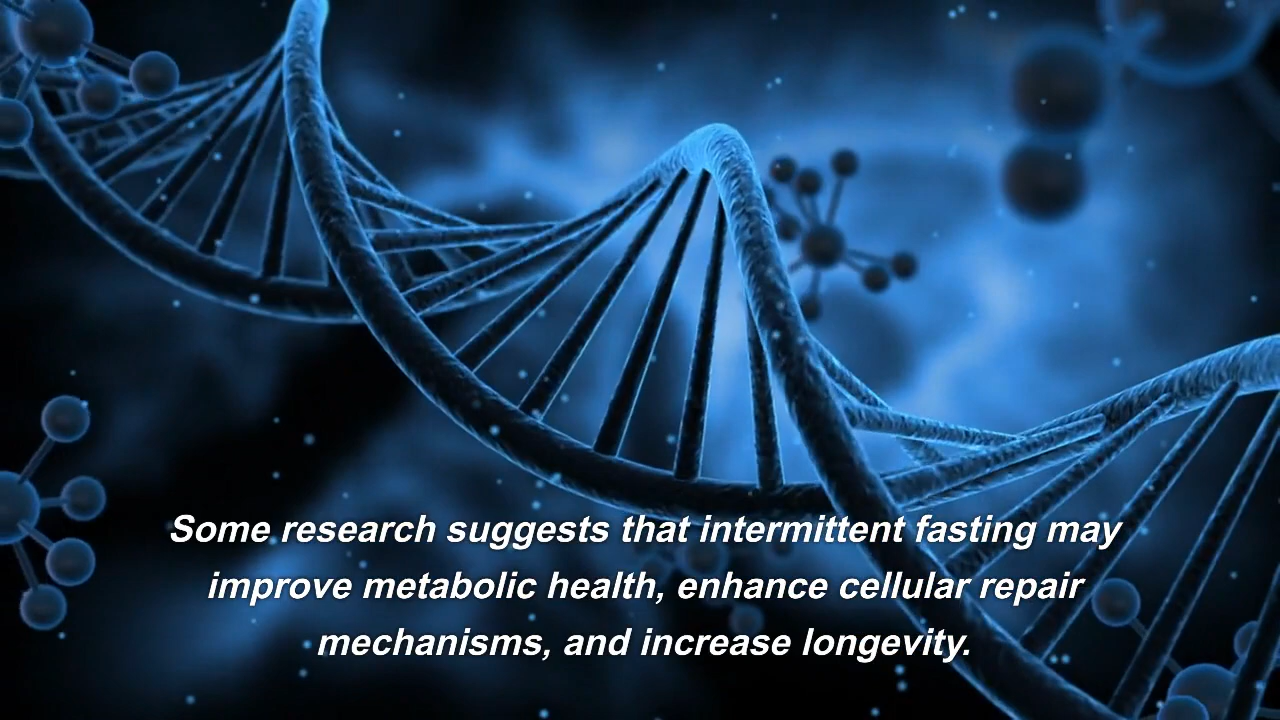 Some research suggests that intermittent fasting may
improve metabolic health, enhance cellular repair
mechanisms, and increase longevity.